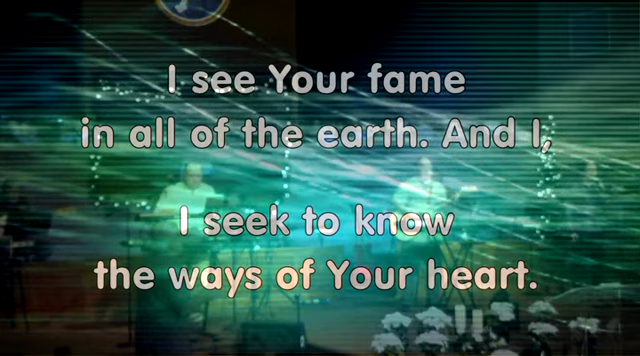 I see Your fame
in all of the earth. And I,
I seek to know
the ways of Your heart.